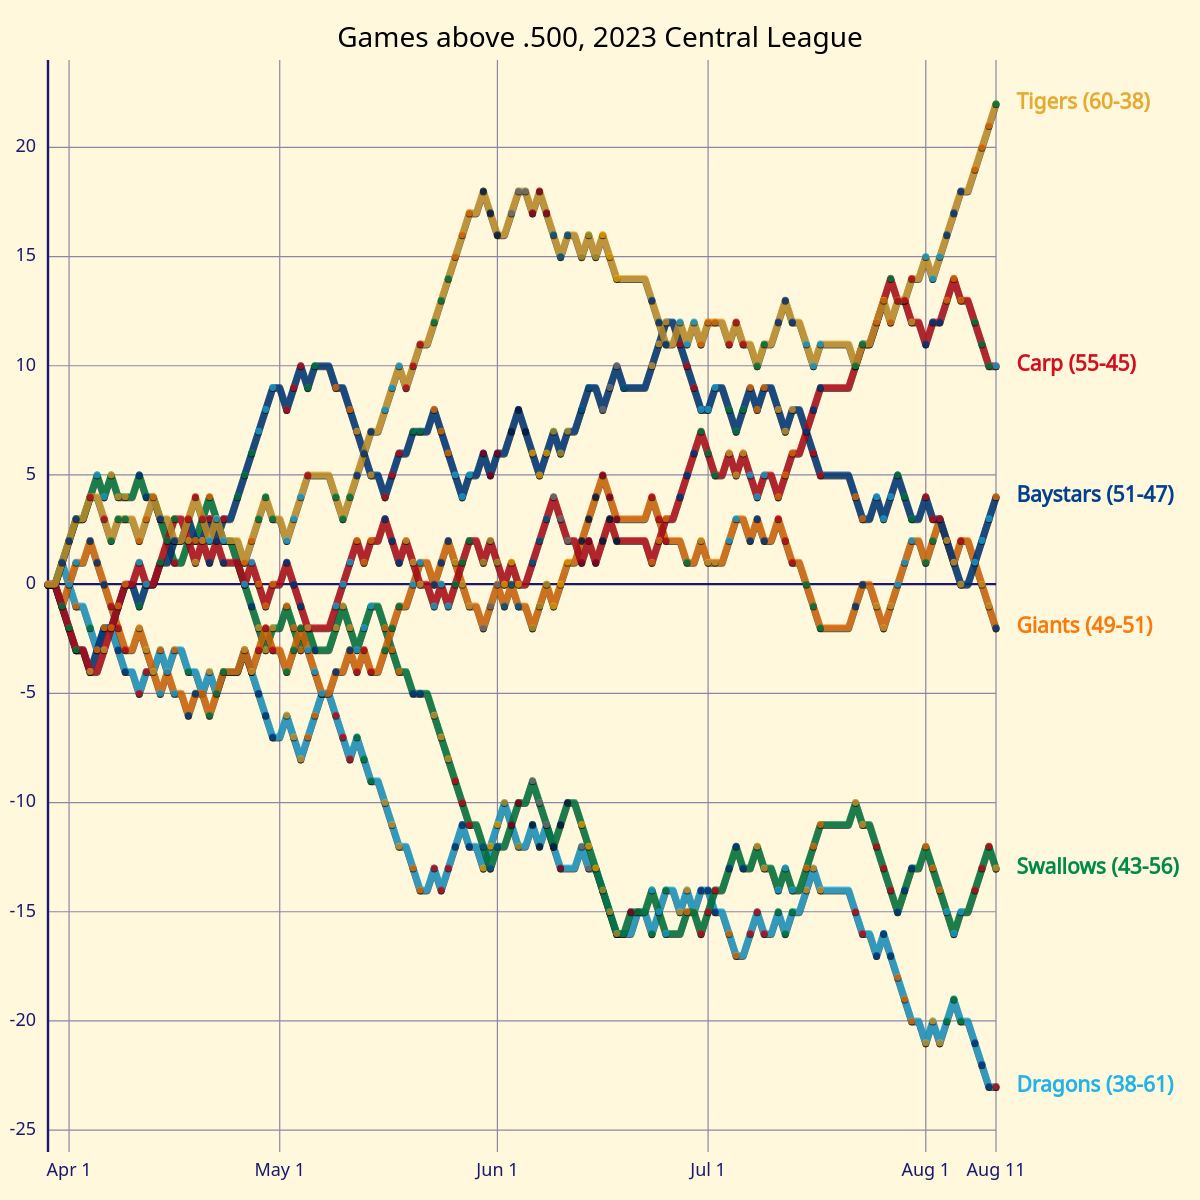 Games above .500, 2023 Central League
Tigers (60-38)
20
15
10
Carp (55-45)
5
Baystars (51-47)
0
Giants (49-51)
-5
-10
Swallows (43-56)
-15
-20
Dragons (38-61)
-25
Apr 1 May 1 Jun 1 Jul 1 Aug 1 Aug 11